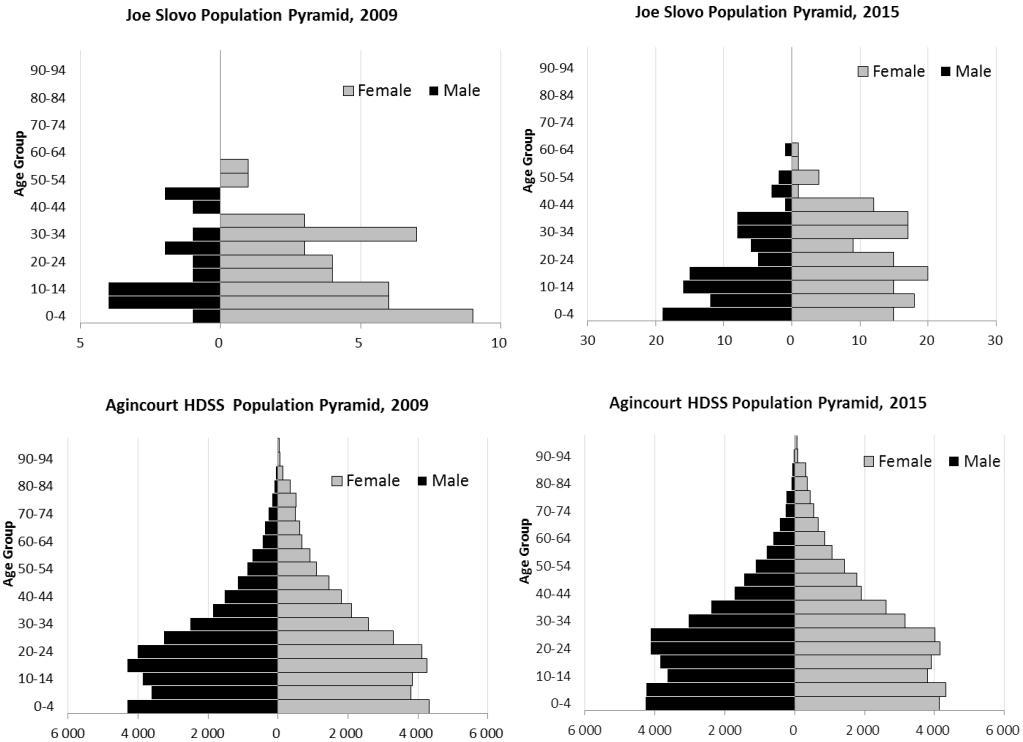 Joe Slovo Population Pyramid, 2009
Age Group
90-94
80-84
70-74
60-64
50-54
40-44
30-34
20-24
10-14
0-4
Female Male
5 0 5 10
Joe Slovo Population Pyramid, 2015
Age Group
90-94
80-84
70-74
60-64
50-54
40-44
30-34
20-24
10-14
0-4
Female Male
30 20 10 0 10 20 30
Agincourt HDSS Population Pyramid, 2009
Age Group
90-94
80-84
70-74
60-64
50-54
40-44
30-34
20-24
10-14
0-4
Female Male
6 000 4 000 2 000 0 2 000 4 000 6 000
Agincourt HDSS Population Pyramid, 2015
Age Group
90-94
80-84
70-74
60-64
50-54
40-44
30-34
20-24
10-14
0-4
Female Male
6 000 4 000 2 000 0 2 000 4 000 6 000